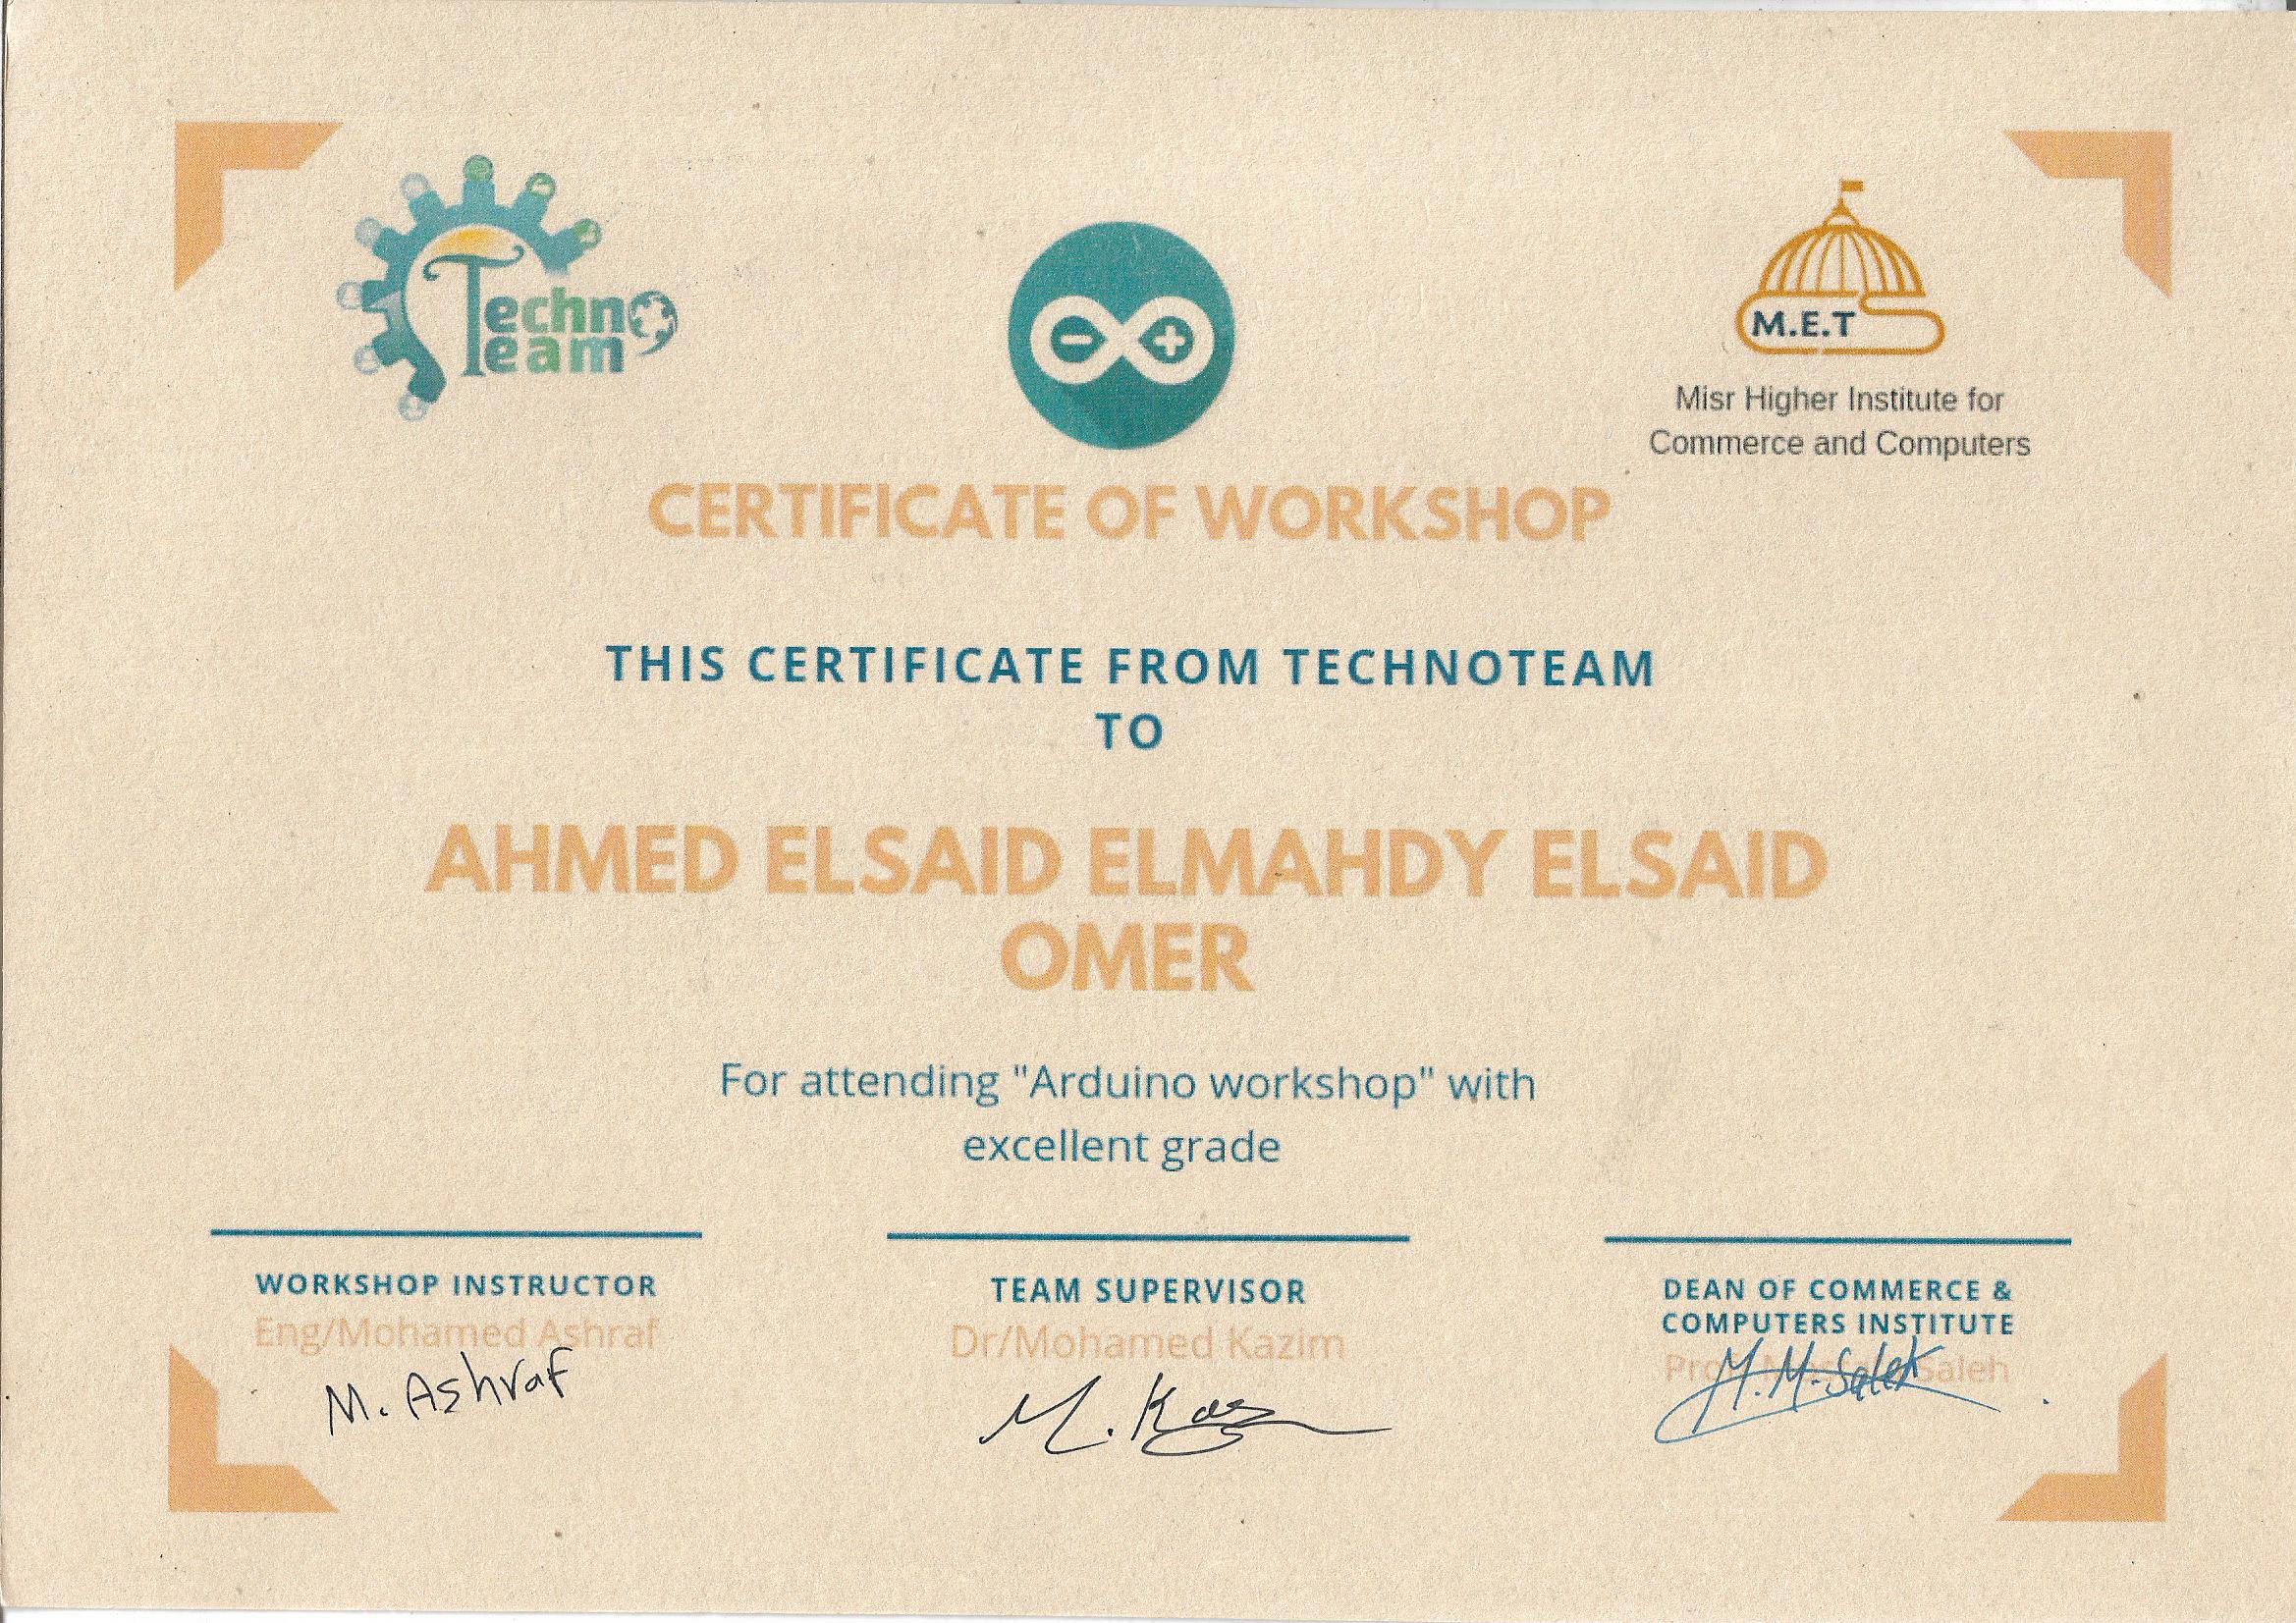 Techno
Team
M.E.T
Misr Higher Institute for
Commerce and Computers
CERTIFICATE OF WORKSHOP
THIS CERTIFICATE FROM TECHNOTEAM
TO
AHMED ELSAID ELMAHDY ELSAID
OMER
For attending "Arduino workshop" with
excellent grade
WORKSHOP INSTRUCTOR
Eng/Mohamed Ashraf
M. Ashraf
TEAM SUPERVISOR
Dr/Mohamed Kazim
M. Kaz
DEAN OF COMMERCE &
COMPUTERS INSTITUTE
Saleh
M.M.Saleh